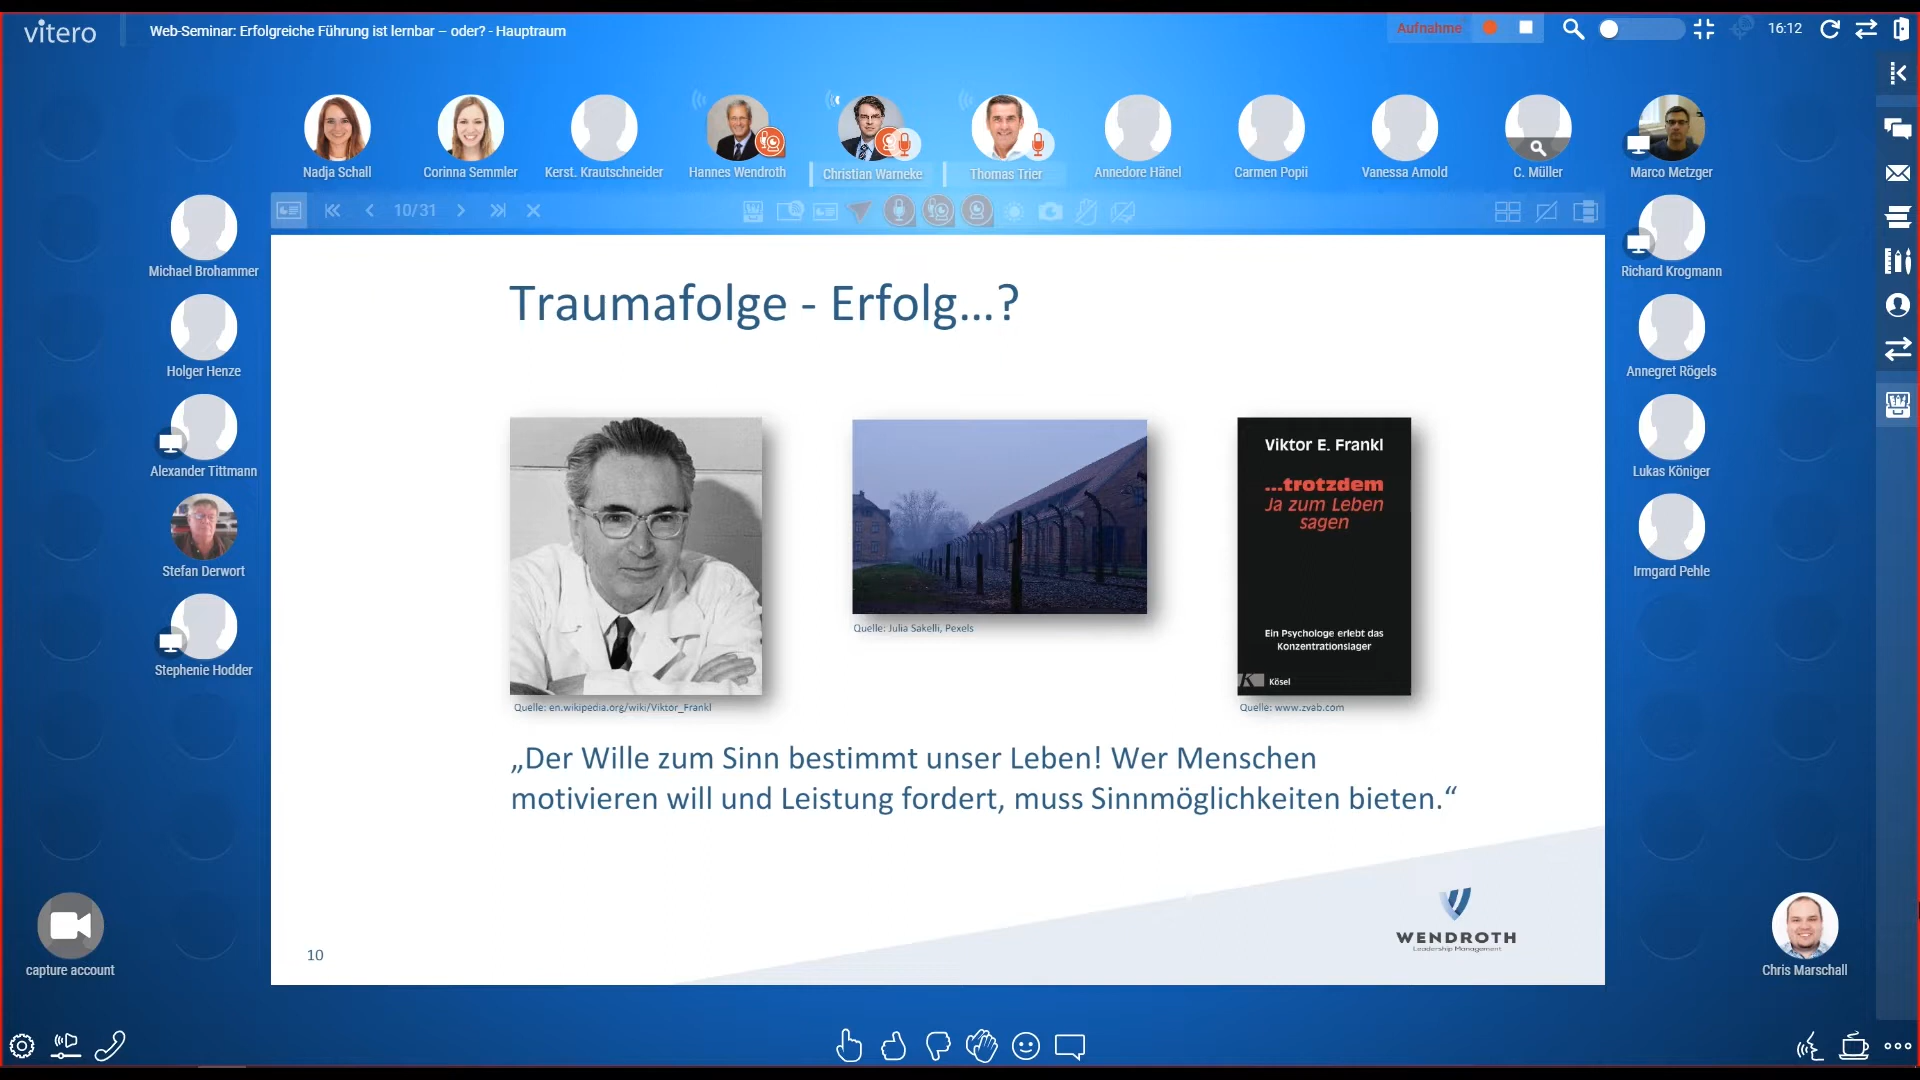 vitero
Web-Seminar: Erfolgreiche Führung ist lernbar – oder? - Hauptraum
Aufnahme
16:12
Nadja Schall
Corinna Semmler
Kerst. Krautschneider
Hannes Wendroth
Christian Warneke
Thomas Trier
Annedore Hänel
Carmen Popii
Vanessa Arnold
C. Müller
Marco Metzger
10/31
Michael Brohammer
Holger Henze
Alexander Tittmann
Stefan Derwort
Stephenie Hodder
capture account
Traumafolge - Erfolg...?
Quelle: en.wikipedia.org/wiki/Viktor_Frankl
Quelle: Julia Sakelli, Pexels
Viktor E. Frankl
...trotzdem
Ja zum Leben
sagen
Ein Psychologe erlebt das
Konzentrationslager
K Kösel
Quelle: www.zvab.com
„Der Wille zum Sinn bestimmt unser Leben! Wer Menschen
motivieren will und Leistung fordert, muss Sinnmöglichkeiten bieten.“
10
WENDROTH
Leadership Management
Richard Krogmann
Annegret Rögels
Lukas Königer
Irmgard Pehle
Chris Marschall